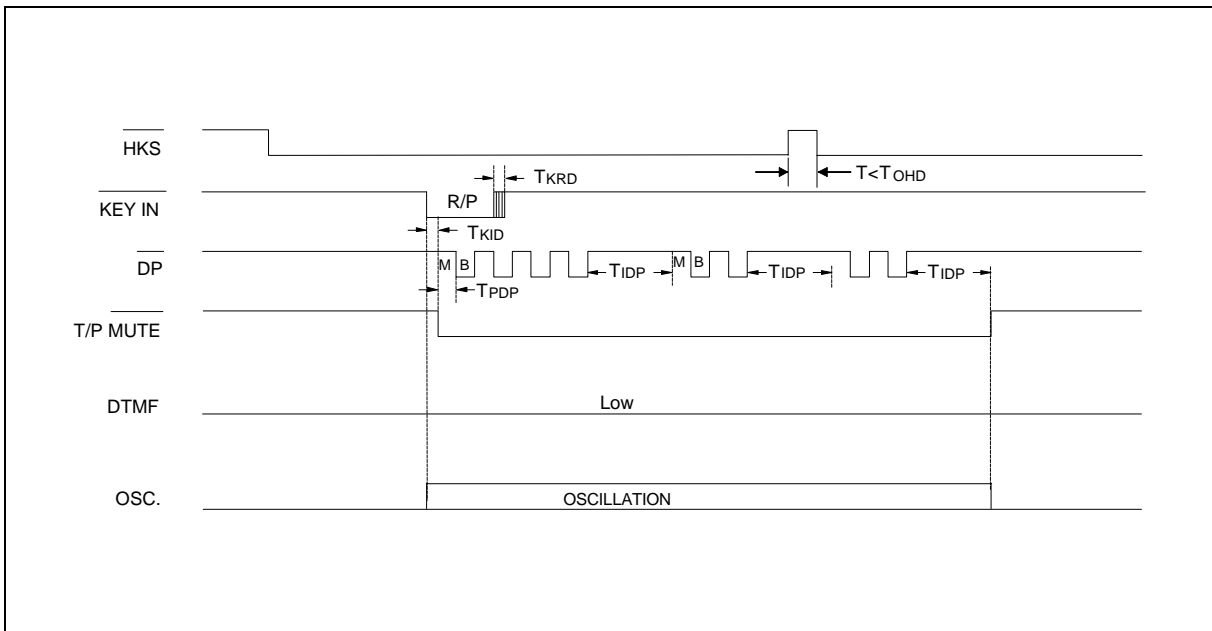 HKS
T<TOHD
TKRD
KEY IN
R/P
TKID
DP
M B TIDP M B TIDP TIDP
TPDP
T/P MUTE
DTMF
Low
OSC.
OSCILLATION